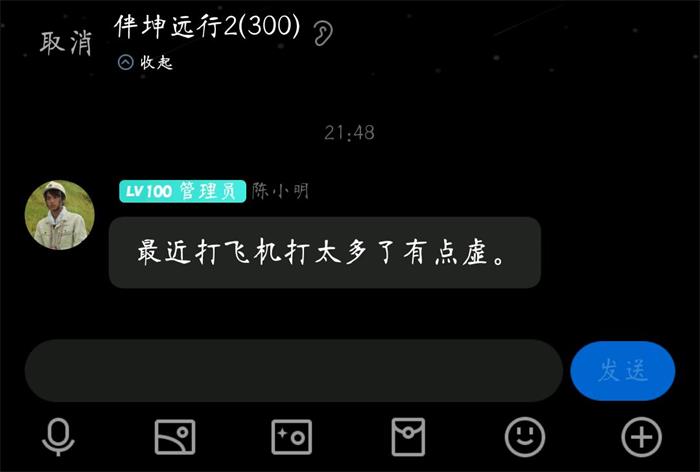 取消
伴坤远行2(300)
收起
21:48
LV100 管理员 陈小明
最近打飞机打太多了有点虚。
发送